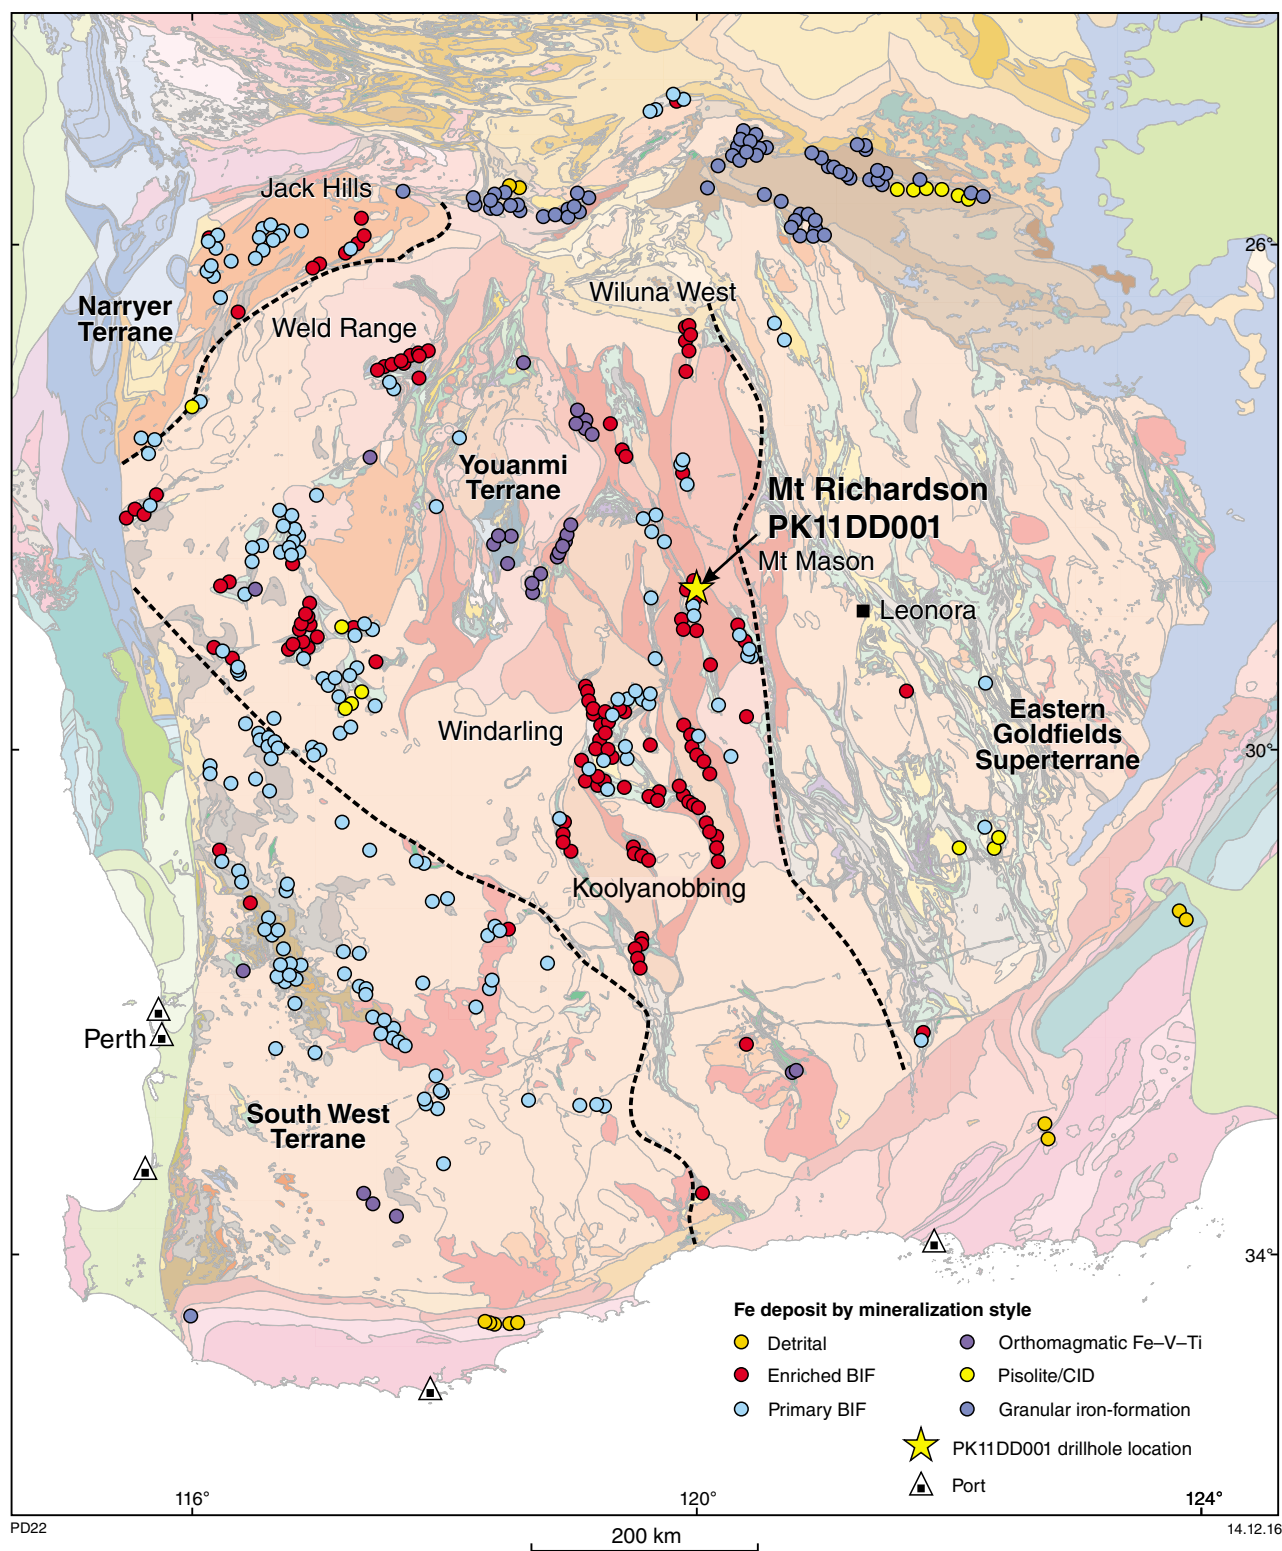 Jack Hills
26°
Wiluna West
Narryer
Terrane
Weld Range
Youanmi
Terrane
Mt Richardson
PK11DD001
Mt Mason
Leonora
Eastern
Goldfields
Superterrane
Windarling
30°
Koolyanobbing
Perth
South West
Terrane
34°
Fe deposit by mineralization style
Detrital
Orthomagmatic Fe–V–Ti
Enriched BIF
Pisolite/CID
Primary BIF
Granular iron-formation
PK11DD001 drillhole location
Port
116°
120°
124°
PD22
200 km
14.12.16